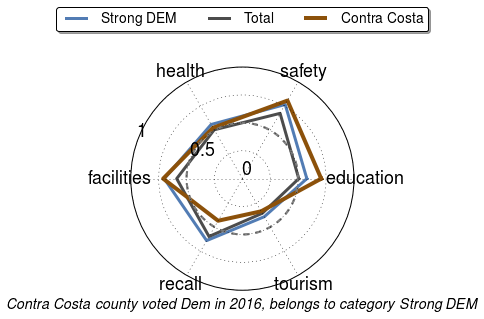 Strong DEM Total Contra Costa
health safety
1
0.5
0
facilities education
recall tourism
Contra Costa county voted Dem in 2016, belongs to category Strong DEM